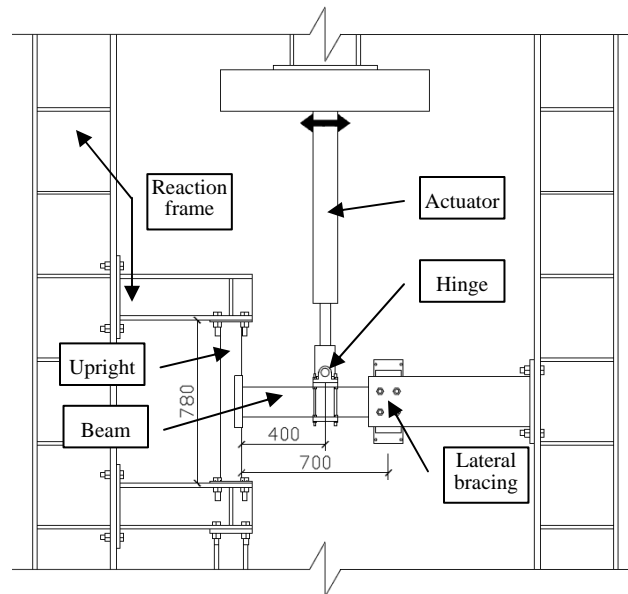 Reaction
frame
Actuator
Hinge
Upright
780
Beam
400
700
Lateral
bracing